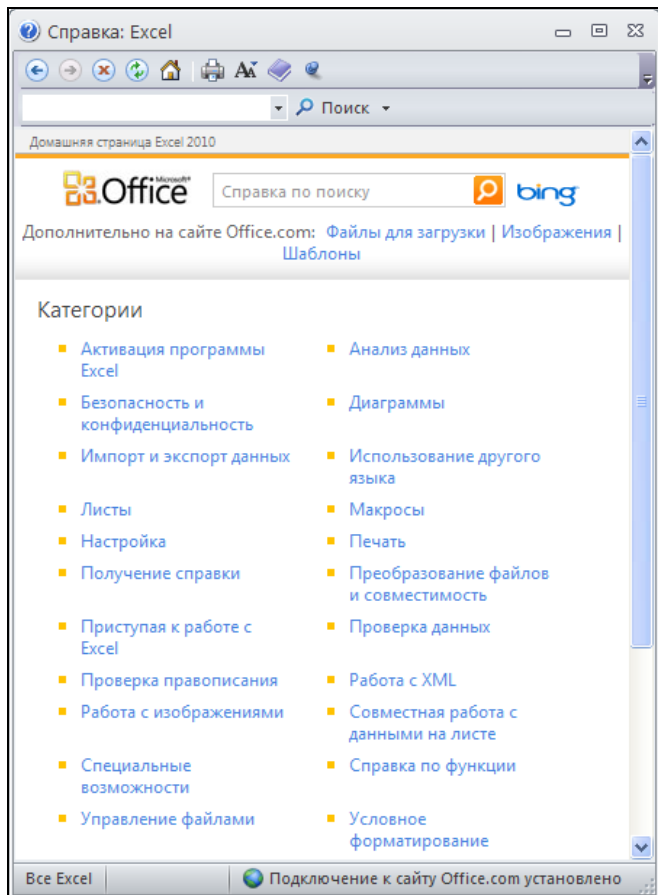 Справка: Excel
Поиск
Домашняя страница Excel 2010
Microsoft®
Office
Справка по поиску
bing
Дополнительно на сайте Office.com: Файлы для загрузки | Изображения |
Шаблоны
Категории
Активация программы
Excel
Анализ данных
Безопасность и
конфиденциальность
Диаграммы
Импорт и экспорт данных
Использование другого
языка
Листы
Макросы
Настройка
Печать
Получение справки
Преобразование файлов
и совместимость
Приступая к работе с
Excel
Проверка данных
Проверка правописания
Работа с XML
Работа с изображениями
Совместная работа с
данными на листе
Специальные
возможности
Справка по функции
Управление файлами
Условное
форматирование
Все Excel
Подключение к сайту Office.com установлено